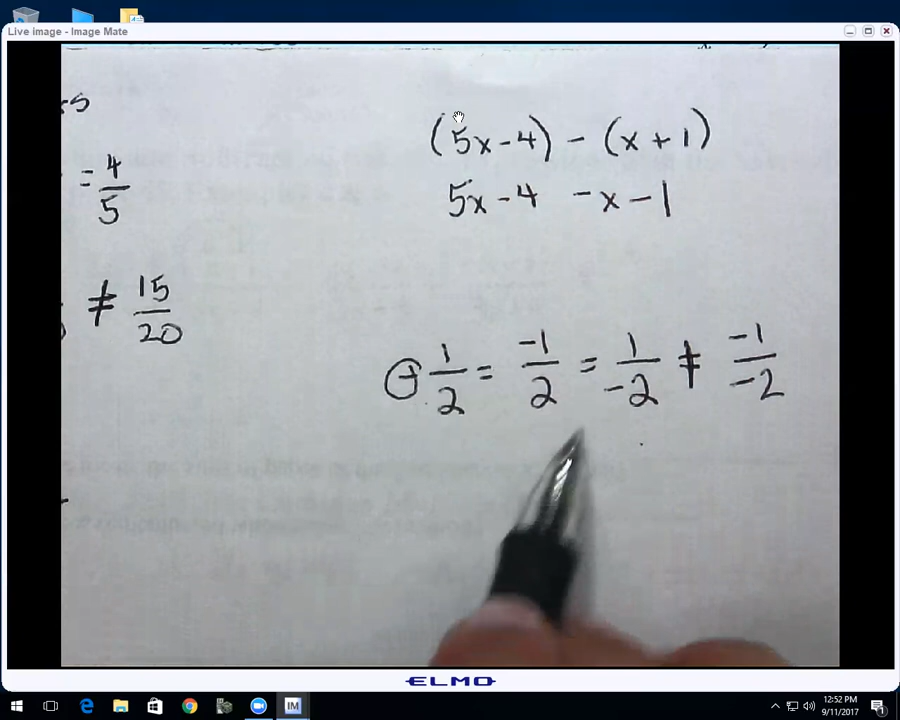 Live image - Image Mate
ss
= 4/5
≠ 15/20
(5x-4) - (x+1)
5x-4 -x-1
-1/2 = -1/2 = 1/-2 ≠ -1/-2
ELMO
12:52 PM
9/11/2017